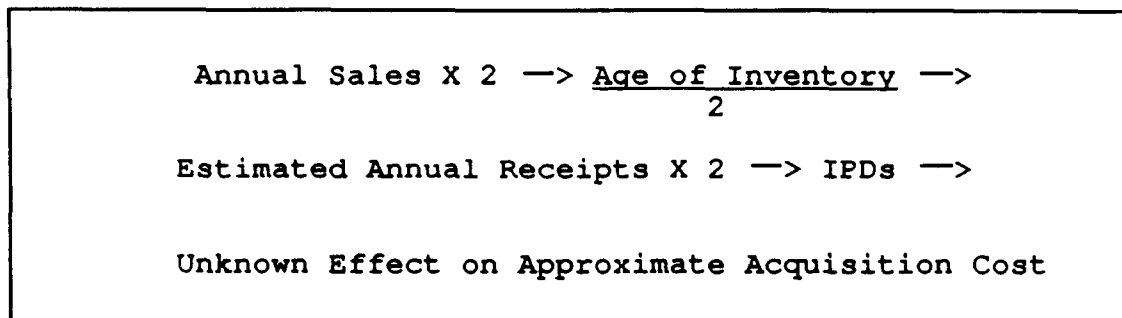 Annual Sales X 2 —> Age of Inventory —>
2
Estimated Annual Receipts X 2 —> IPDs —>
Unknown Effect on Approximate Acquisition Cost